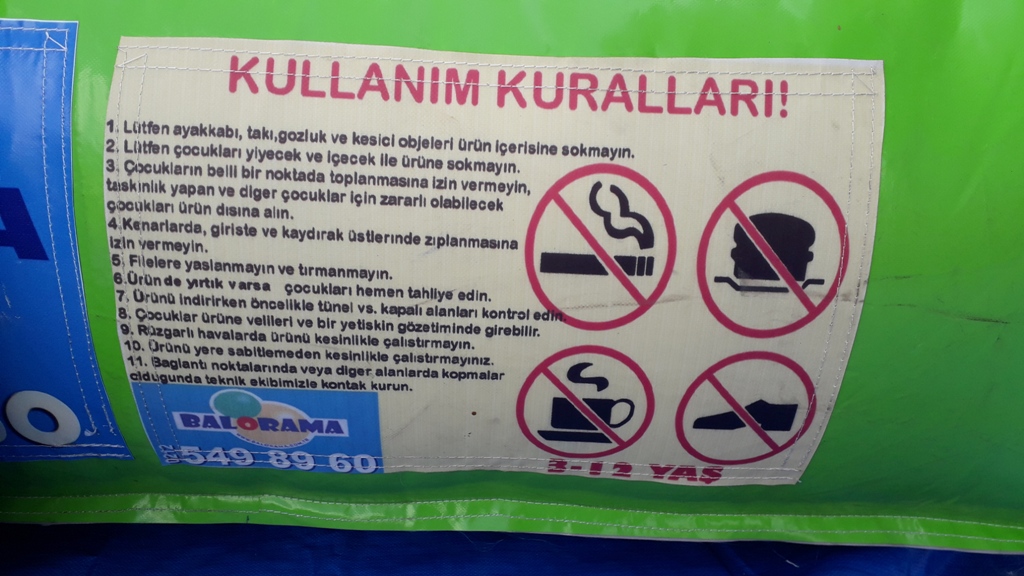 KULLANIM KURALLARI!
1. Lütfen ayakkabı, takı,gozluk ve kesici objeleri ürün içerisine sokmayın.
2. Lütfen çocukları yiyecek ve içecek ile ürüne sokmayın.
3. Çocukların belli bir noktada toplanmasına izin vermeyin,
taskinlık yapan ve diger çocuklar için zararlı olabilecek
çocukları ürün dısına alın.
4.Kenarlarda, giriste ve kaydırak üstlerinde zıplanmasına
izin vermeyin.
5. Filelere yaslanmayın ve tırmanmayın.
6.Ürün de yırtık varsa çocukları hemen tahliye edin.
7. Ürünü indirirken öncelikle tünel vs. kapalı alanları kontrol edin.
8. Çocuklar ürüne velileri ve bir yetiskin gözetiminde girebilir.
9. Rüzgarlı havalarda ürünü kesinlikle çalıstırmayın.
10. Ürünü yere sabitlemeden kesinlikle çalıstırmayınız.
11. Baglantı noktalarında veya diger alanlarda kopmalar
oldugunda teknik ekibimizle kontak kurun.
BALORAMA
549 89 60
3-12 YAŞ
A
O